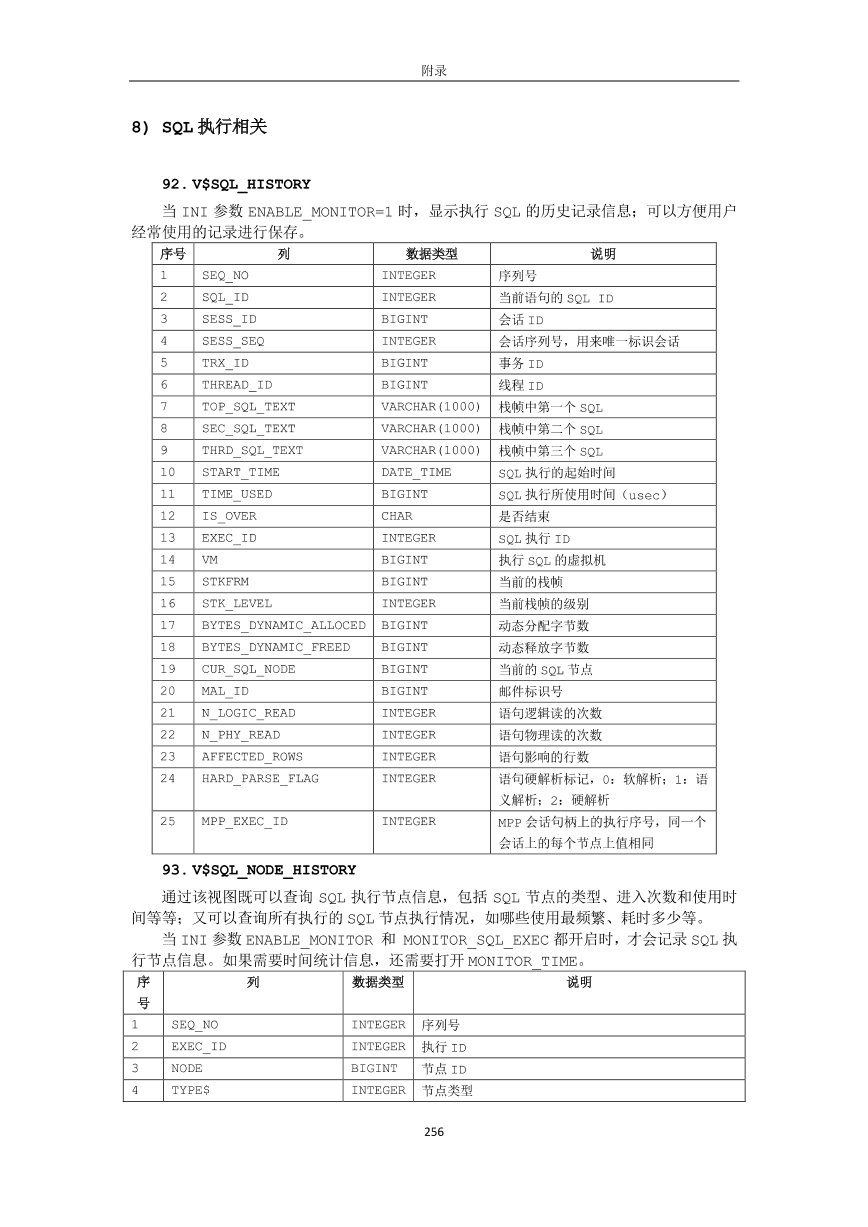 附录
8) SQL 执行相关
92. V$SQL_HISTORY
当 INI 参数 ENABLE_MONITOR=1 时，显示执行 SQL 的历史记录信息；可以方便用户
经常使用的记录进行保存。
序号 列 数据类型 说明
1 SEQ_NO INTEGER 序列号
2 SQL_ID INTEGER 当前语句的 SQL ID
3 SESS_ID BIGINT 会话 ID
4 SESS_SEQ INTEGER 会话序列号，用来唯一标识会话
5 TRX_ID BIGINT 事务 ID
6 THREAD_ID BIGINT 线程 ID
7 TOP_SQL_TEXT VARCHAR(1000) 栈帧中第一个 SQL
8 SEC_SQL_TEXT VARCHAR(1000) 栈帧中第二个 SQL
9 THRD_SQL_TEXT VARCHAR(1000) 栈帧中第三个 SQL
10 START_TIME DATE_TIME SQL 执行的起始时间
11 TIME_USED BIGINT SQL 执行所使用时间（usec）
12 IS_OVER CHAR 是否结束
13 EXEC_ID INTEGER SQL 执行 ID
14 VM BIGINT 执行 SQL 的虚拟机
15 STKFRM BIGINT 当前的栈帧
16 STK_LEVEL INTEGER 当前栈帧的级别
17 BYTES_DYNAMIC_ALLOCED BIGINT 动态分配字节数
18 BYTES_DYNAMIC_FREED BIGINT 动态释放字节数
19 CUR_SQL_NODE BIGINT 当前的 SQL 节点
20 MAL_ID BIGINT 邮件标识号
21 N_LOGIC_READ INTEGER 语句逻辑读的次数
22 N_PHY_READ INTEGER 语句物理读的次数
23 AFFECTED_ROWS INTEGER 语句影响的行数
24 HARD_PARSE_FLAG INTEGER 语句硬解析标记，0：软解析；1：语
义解析；2：硬解析
25 MPP_EXEC_ID INTEGER MPP 会话句柄上的执行序号，同一个
会话上的每个节点上值相同
93. V$SQL_NODE_HISTORY
通过该视图既可以查询 SQL 执行节点信息，包括 SQL 节点的类型、进入次数和使用时
间等等；又可以查询所有执行的 SQL 节点执行情况，如哪些使用最频繁、耗时多少等。
当 INI 参数 ENABLE_MONITOR 和 MONITOR_SQL_EXEC 都开启时，才会记录 SQL 执
行节点信息。如果需要时间统计信息，还需要打开 MONITOR_TIME。
序 列 数据类型 说明
号
1 SEQ_NO INTEGER 序列号
2 EXEC_ID INTEGER 执行 ID
3 NODE BIGINT 节点 ID
4 TYPE$ INTEGER 节点类型
256